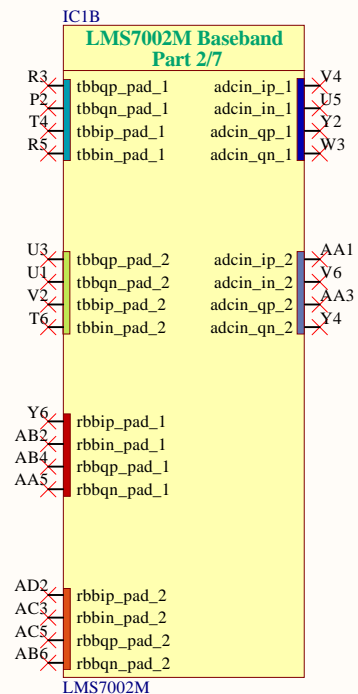 IC1B
LMS7002M Baseband
Part 2/7
R3 tbbqp_pad_1 adcin_ip_1 V4
P2 tbbqn_pad_1 adcin_in_1 U5
T4 tbbip_pad_1 adcin_qp_1 Y2
R5 tbbin_pad_1 adcin_qn_1 W3
U3 tbbqp_pad_2 adcin_ip_2 AA1
U1 tbbqn_pad_2 adcin_in_2 V6
V2 tbbip_pad_2 adcin_qp_2 AA3
T6 tbbin_pad_2 adcin_qn_2 Y4
Y6 rbbip_pad_1
AB2 rbbin_pad_1
AB4 rbbqp_pad_1
AA5 rbbqn_pad_1
AD2 rbbip_pad_2
AC3 rbbin_pad_2
AC5 rbbqp_pad_2
AB6 rbbqn_pad_2
LMS7002M